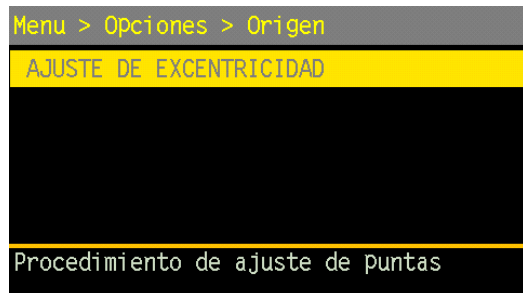 Menu > Opciones > Origen
AJUSTE DE EXCENTRICIDAD
Procedimiento de ajuste de puntas